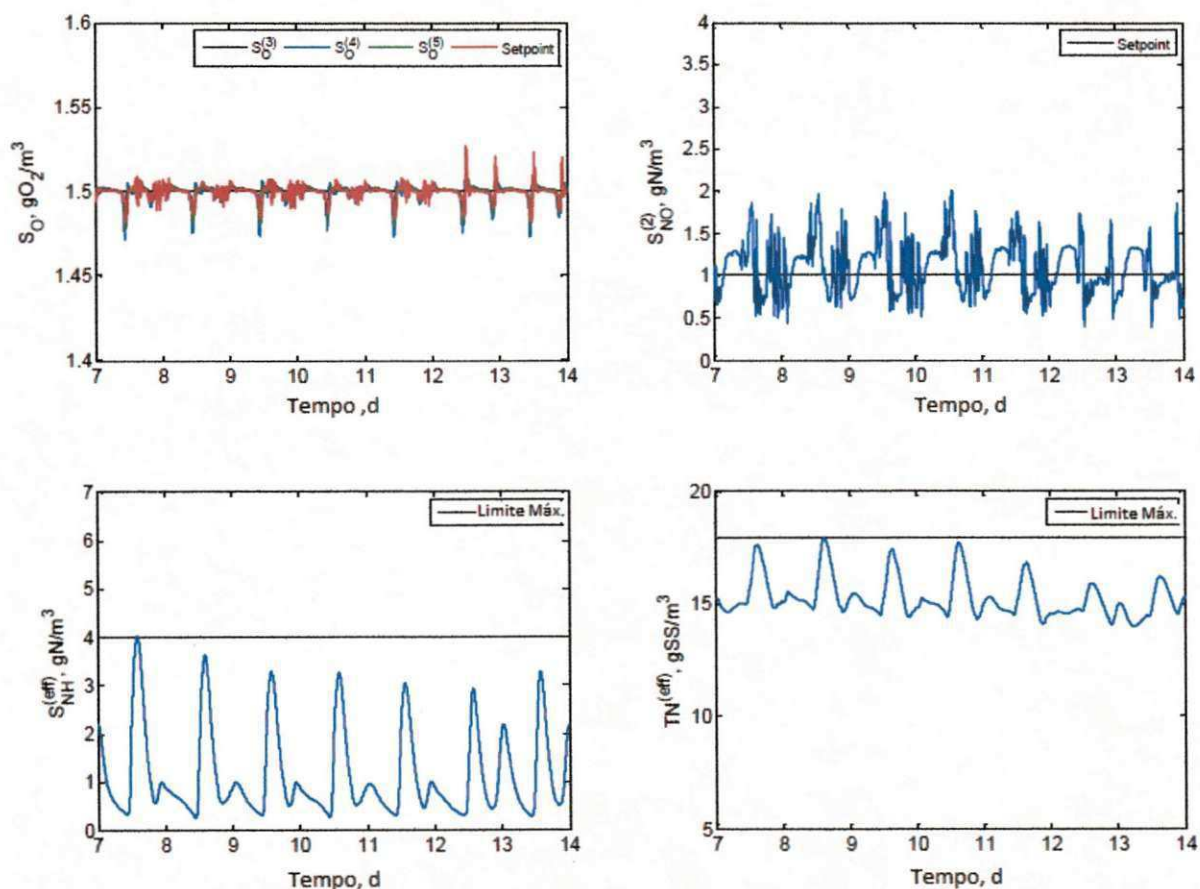 1.6
1.55
1.5
1.45
1.4
S_O, gO_2/m^3
S_O^(3) S_O^(4) S_O^(5) Setpoint
7 8 9 10 11 12 13 14
Tempo ,d
4
3.5
3
2.5
2
1.5
1
0.5
0
S_NO^(2), gN/m^3
Setpoint
7 8 9 10 11 12 13 14
Tempo, d
7
6
5
4
3
2
1
0
S_NH^(eff), gN/m^3
Limite Máx.
7 8 9 10 11 12 13 14
Tempo, d
20
15
10
5
TN^(eff), gSS/m^3
Limite Máx.
7 8 9 10 11 12 13 14
Tempo, d